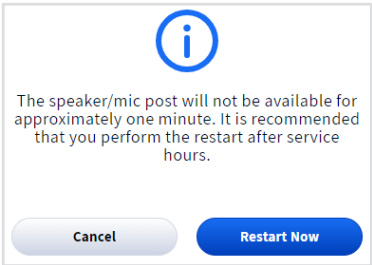 The speaker/mic post will not be available for
approximately one minute. It is recommended
that you perform the restart after service
hours.
Cancel
Restart Now